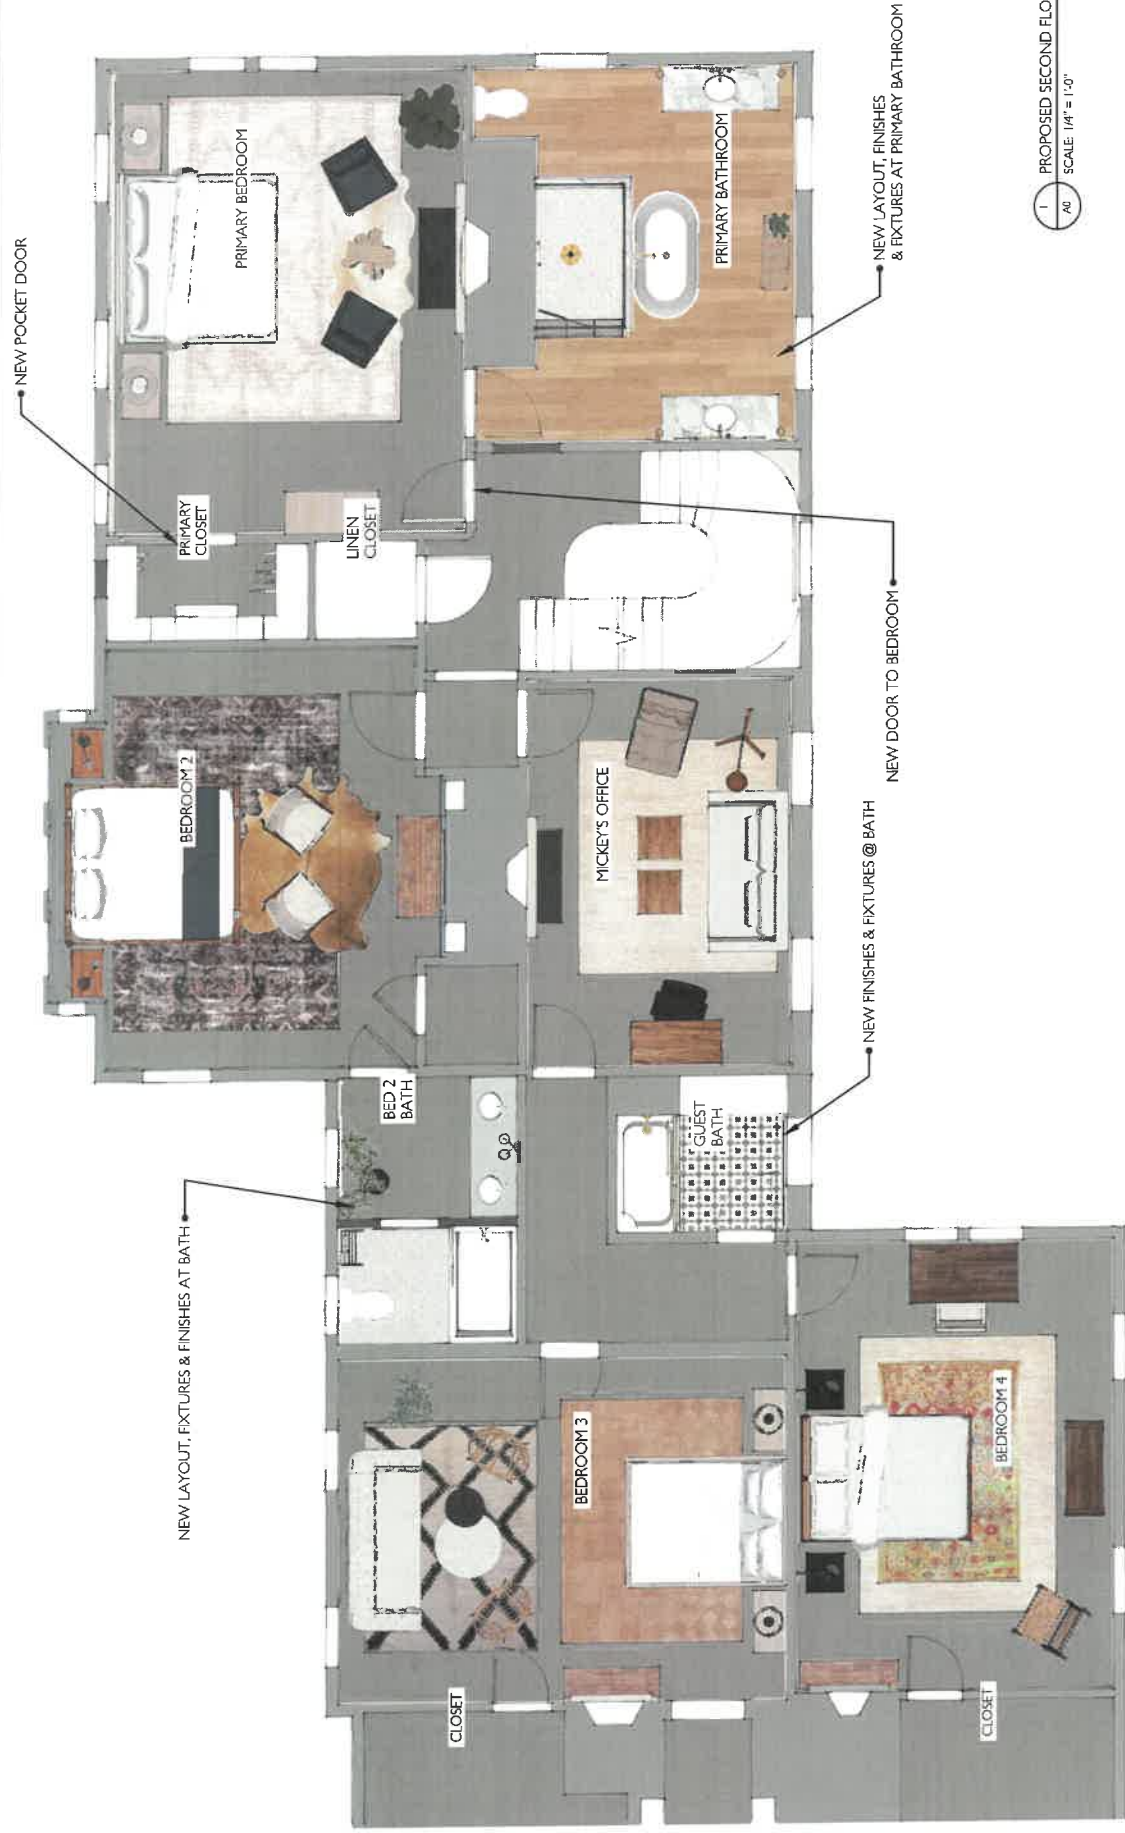 NEW POCKET DOOR
PRIMARY BEDROOM
PRIMARY
CLOSET
LINEN
CLOSET
PRIMARY BATHROOM
NEW LAYOUT, FINISHES
& FIXTURES AT PRIMARY BATHROOM
NEW DOOR TO BEDROOM
BEDROOM 2
MICKEY'S OFFICE
NEW FINISHES & FIXTURES @ BATH
BED 2
BATH
GUEST
BATH
NEW LAYOUT, FIXTURES & FINISHES AT BATH
BEDROOM 3
BEDROOM 4
CLOSET
CLOSET
1
A0
PROPOSED SECOND FLO
SCALE: 1/4" = 1'-0"